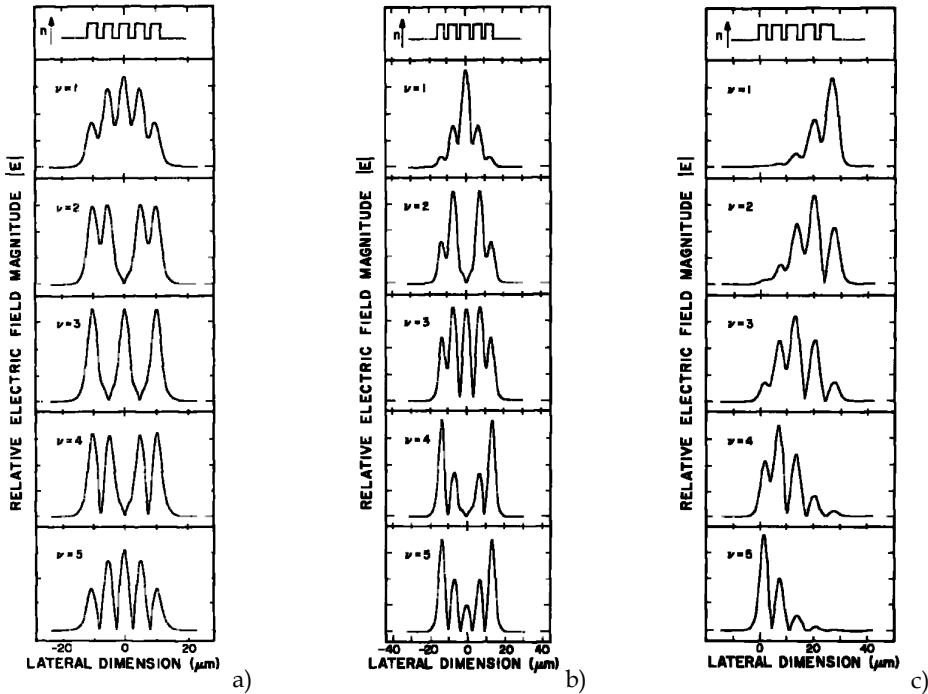 n
ν=1
ν=2
ν=3
ν=4
ν=5
RELATIVE ELECTRIC FIELD MAGNITUDE |E|
-20 0 20
LATERAL DIMENSION (μm)
a)
n
ν=1
ν=2
ν=3
ν=4
ν=5
RELATIVE ELECTRIC FIELD MAGNITUDE |E|
-40 -20 0 20 40
LATERAL DIMENSION (μm)
b)
n
ν=1
ν=2
ν=3
ν=4
ν=5
RELATIVE ELECTRIC FIELD MAGNITUDE |E|
0 20 40
LATERAL DIMENSION (μm)
c)